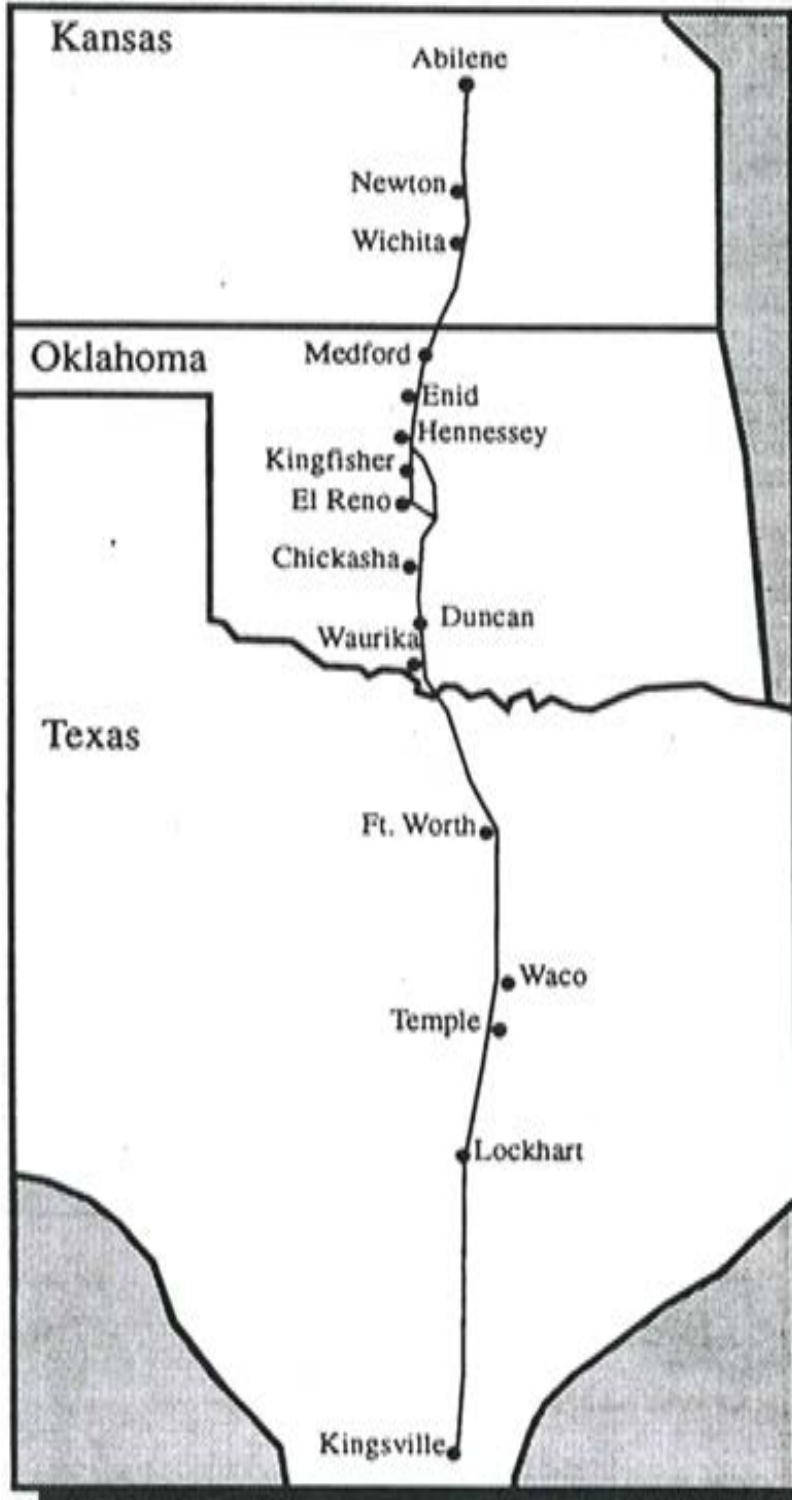 Kansas
Abilene
Newton
Wichita
Oklahoma
Medford
Enid
Hennessey
Kingfisher
El Reno
Chickasha
Duncan
Waurika
Texas
Ft. Worth
Waco
Temple
Lockhart
Kingsville